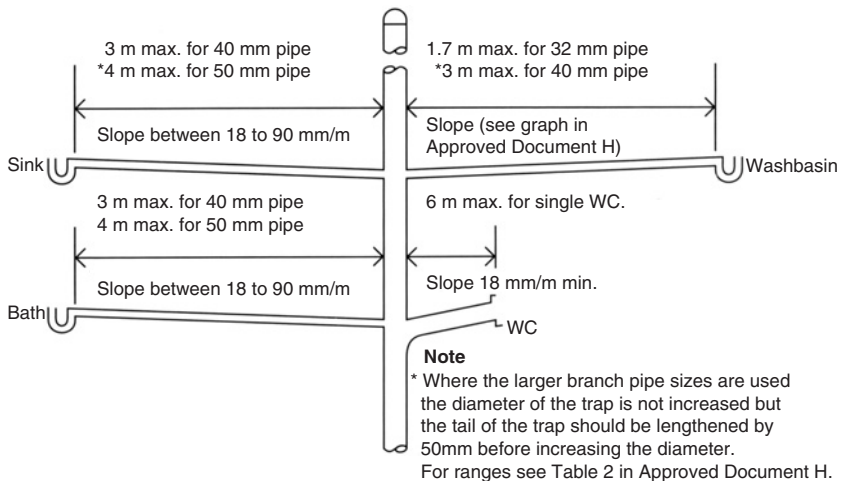 3 m max. for 40 mm pipe
*4 m max. for 50 mm pipe
1.7 m max. for 32 mm pipe
*3 m max. for 40 mm pipe
Slope between 18 to 90 mm/m
Slope (see graph in
Approved Document H)
Sink
Washbasin
3 m max. for 40 mm pipe
4 m max. for 50 mm pipe
6 m max. for single WC.
Slope between 18 to 90 mm/m
Slope 18 mm/m min.
Bath
WC
Note
* Where the larger branch pipe sizes are used
the diameter of the trap is not increased but
the tail of the trap should be lengthened by
50mm before increasing the diameter.
For ranges see Table 2 in Approved Document H.